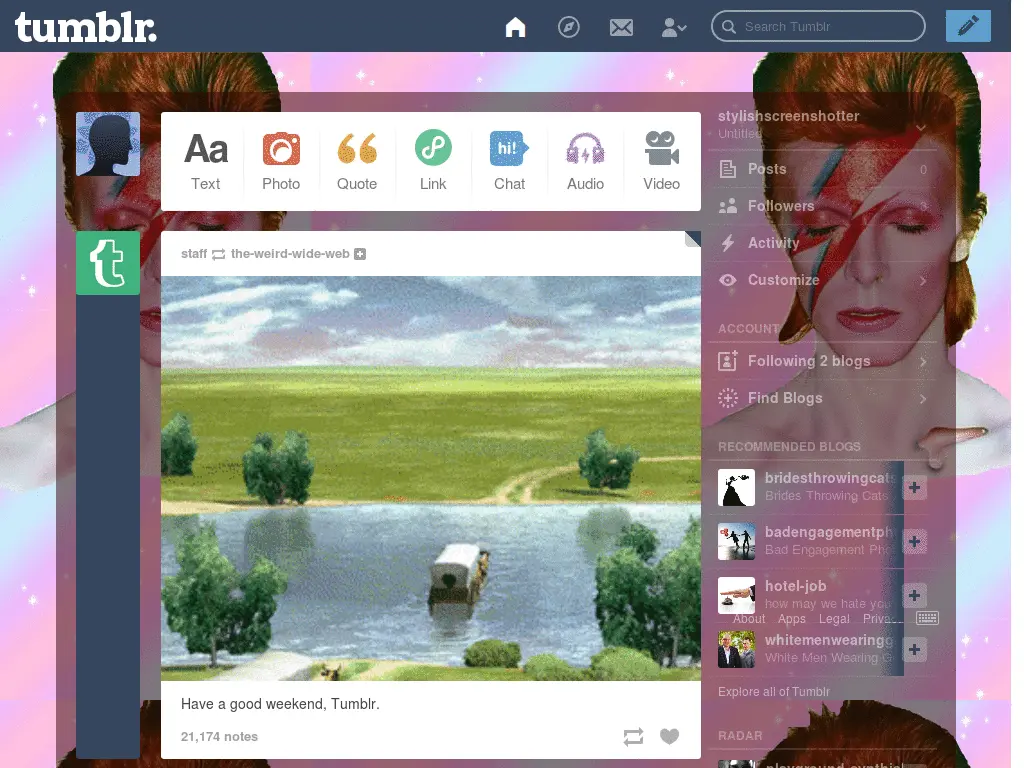 tumblr.
Search Tumblr
Aa
hi!
Text
Photo
Quote
Link
Chat
Audio
Video
t
staff the-weird-wide-web
Have a good weekend, Tumblr.
21,174 notes
stylishscreenshotter
Untitled
Posts 0
Followers 3
Activity
Customize
ACCOUNT
Following 2 blogs
Find Blogs
RECOMMENDED BLOGS
bridesthrowingcats
Brides Throwing Cats
badengagementph
Bad Engagement Pho
hotel-job
how may we hate you
About Apps Legal Priva
whitemenwearingg
White Men Wearing G
Explore all of Tumblr
RADAR